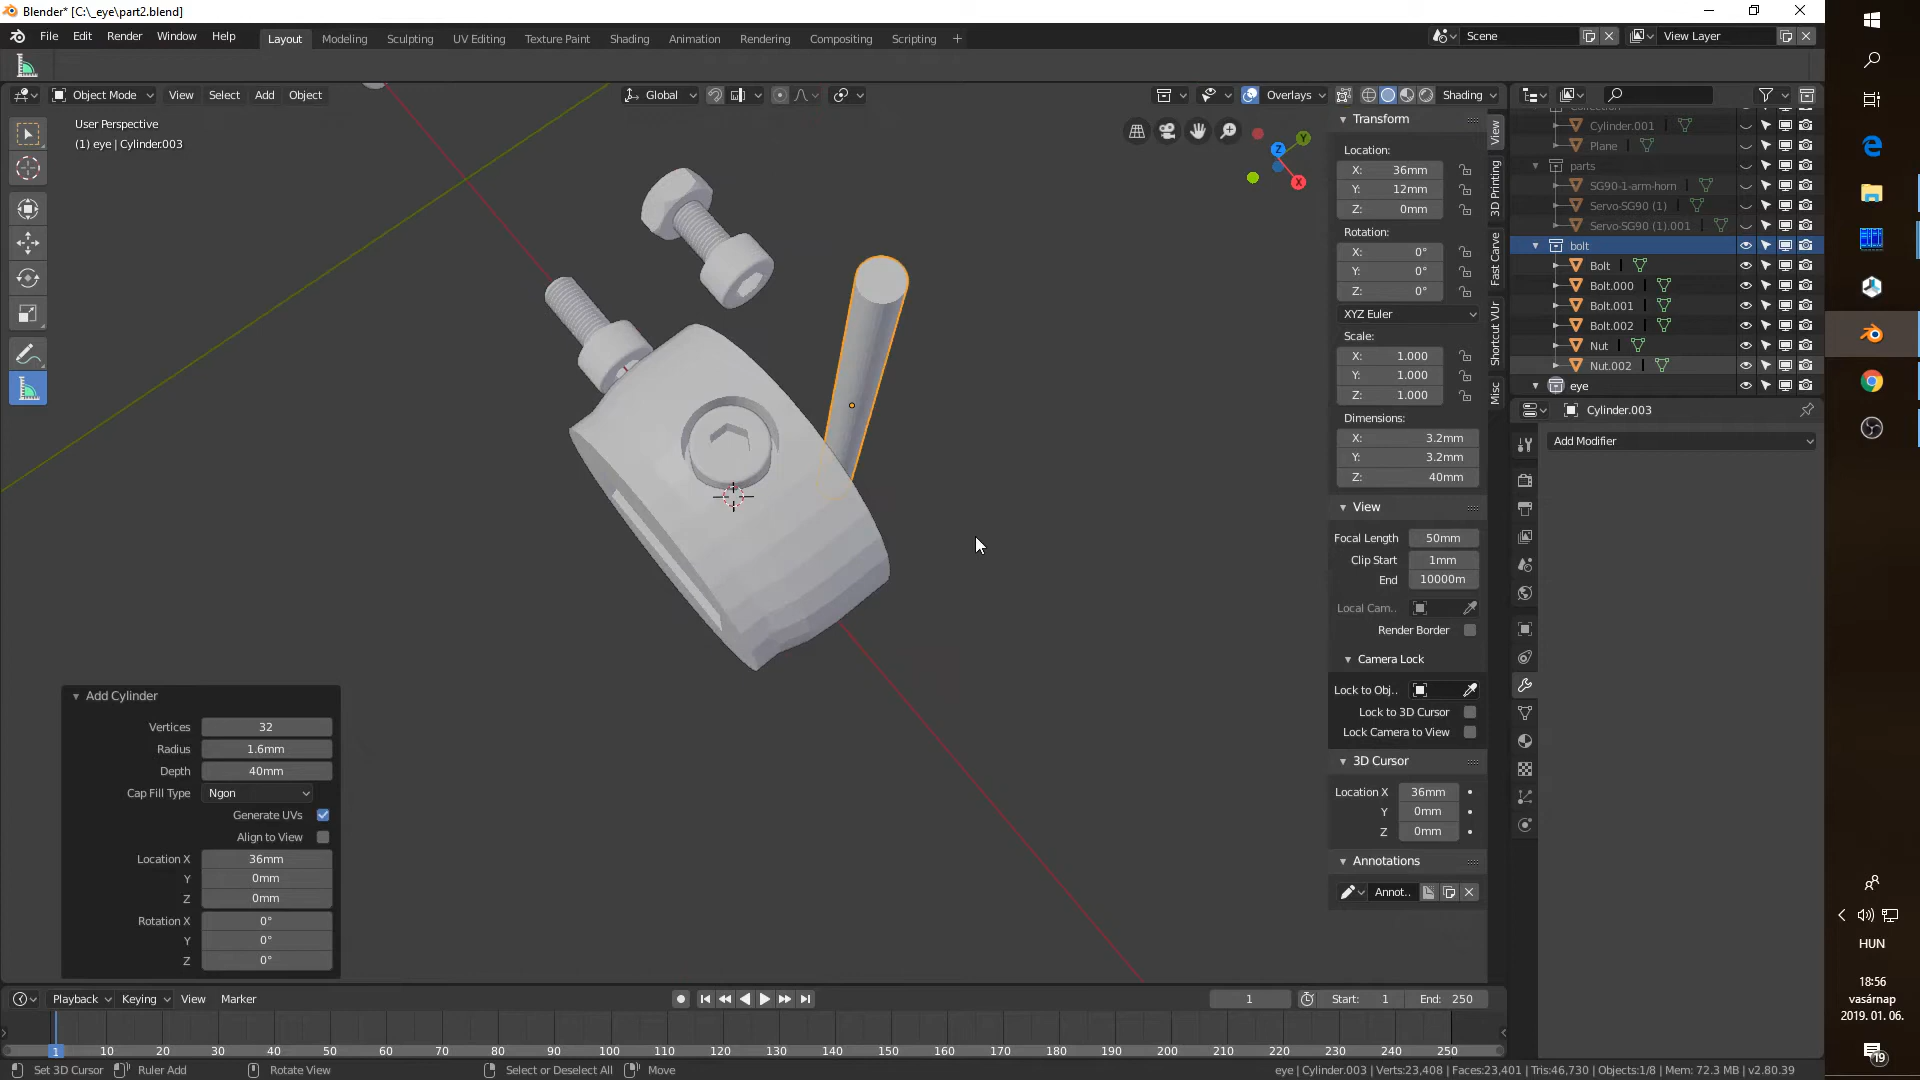 Blender* [C:\_eye\part2.blend]
File Edit Render Window Help Layout Modeling Sculpting UV Editing Texture Paint Shading Animation Rendering Compositing Scripting + Scene View Layer
Object Mode View Select Add Object Global Overlays Shading
User Perspective
(1) eye | Cylinder.003
Z Y X
Transform
Location:
X: 36mm
Y: 12mm
Z: 0mm
Rotation:
X: 0°
Y: 0°
Z: 0°
XYZ Euler
Scale:
X: 1.000
Y: 1.000
Z: 1.000
Dimensions:
X: 3.2mm
Y: 3.2mm
Z: 40mm
View
Focal Length 50mm
Clip Start 1mm
End 10000m
Local Cam..
Render Border
Camera Lock
Lock to Obj..
Lock to 3D Cursor
Lock Camera to View
3D Cursor
Location X 36mm
Y 0mm
Z 0mm
Annotations
Annot..
View
3D Printing
Fast Carve
Shortcut VUr
Misc
Cylinder.001
Plane
parts
SG90-1-arm-horn
Servo-SG90 (1)
Servo-SG90 (1).001
bolt
Bolt
Bolt.000
Bolt.001
Bolt.002
Nut
Nut.002
eye
Cylinder.003
Add Modifier
Add Cylinder
Vertices 32
Radius 1.6mm
Depth 40mm
Cap Fill Type Ngon
Generate UVs
Align to View
Location X 36mm
Y 0mm
Z 0mm
Rotation X 0°
Y 0°
Z 0°
Playback Keying View Marker 1 Start: 1 End: 250
1 10 20 30 40 50 60 70 80 90 100 110 120 130 140 150 160 170 180 190 200 210 220 230 240 250
Set 3D Cursor Ruler Add Rotate View Select or Deselect All Move eye | Cylinder.003 | Verts:23,408 | Faces:23,401 | Tris:46,730 | Objects:1/8 | Mem: 72.3 MB | v2.80.39
HUN
18:56
vasárnap
2019. 01. 06.
19